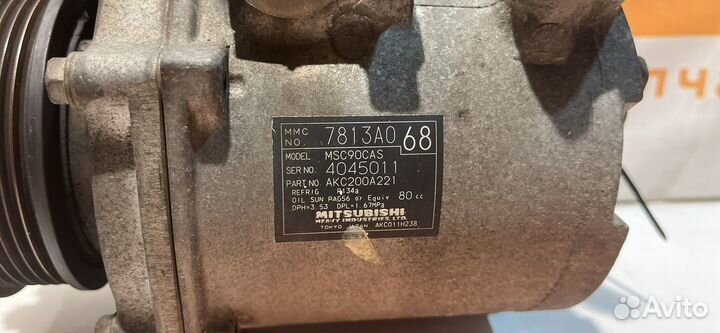 MMC NO. 7813A0 68
MODEL MSC90CAS
SER NO. 4045011
PART NO. AKC200A221
REFRIG R134a
OIL SUN PAG56 or Equiv 80 cc
DPH=3.53 DPL=1.67MPa
MITSUBISHI
HEAVY INDUSTRIES, LTD.
TOKYO JAPAN AKC011H238
Avito